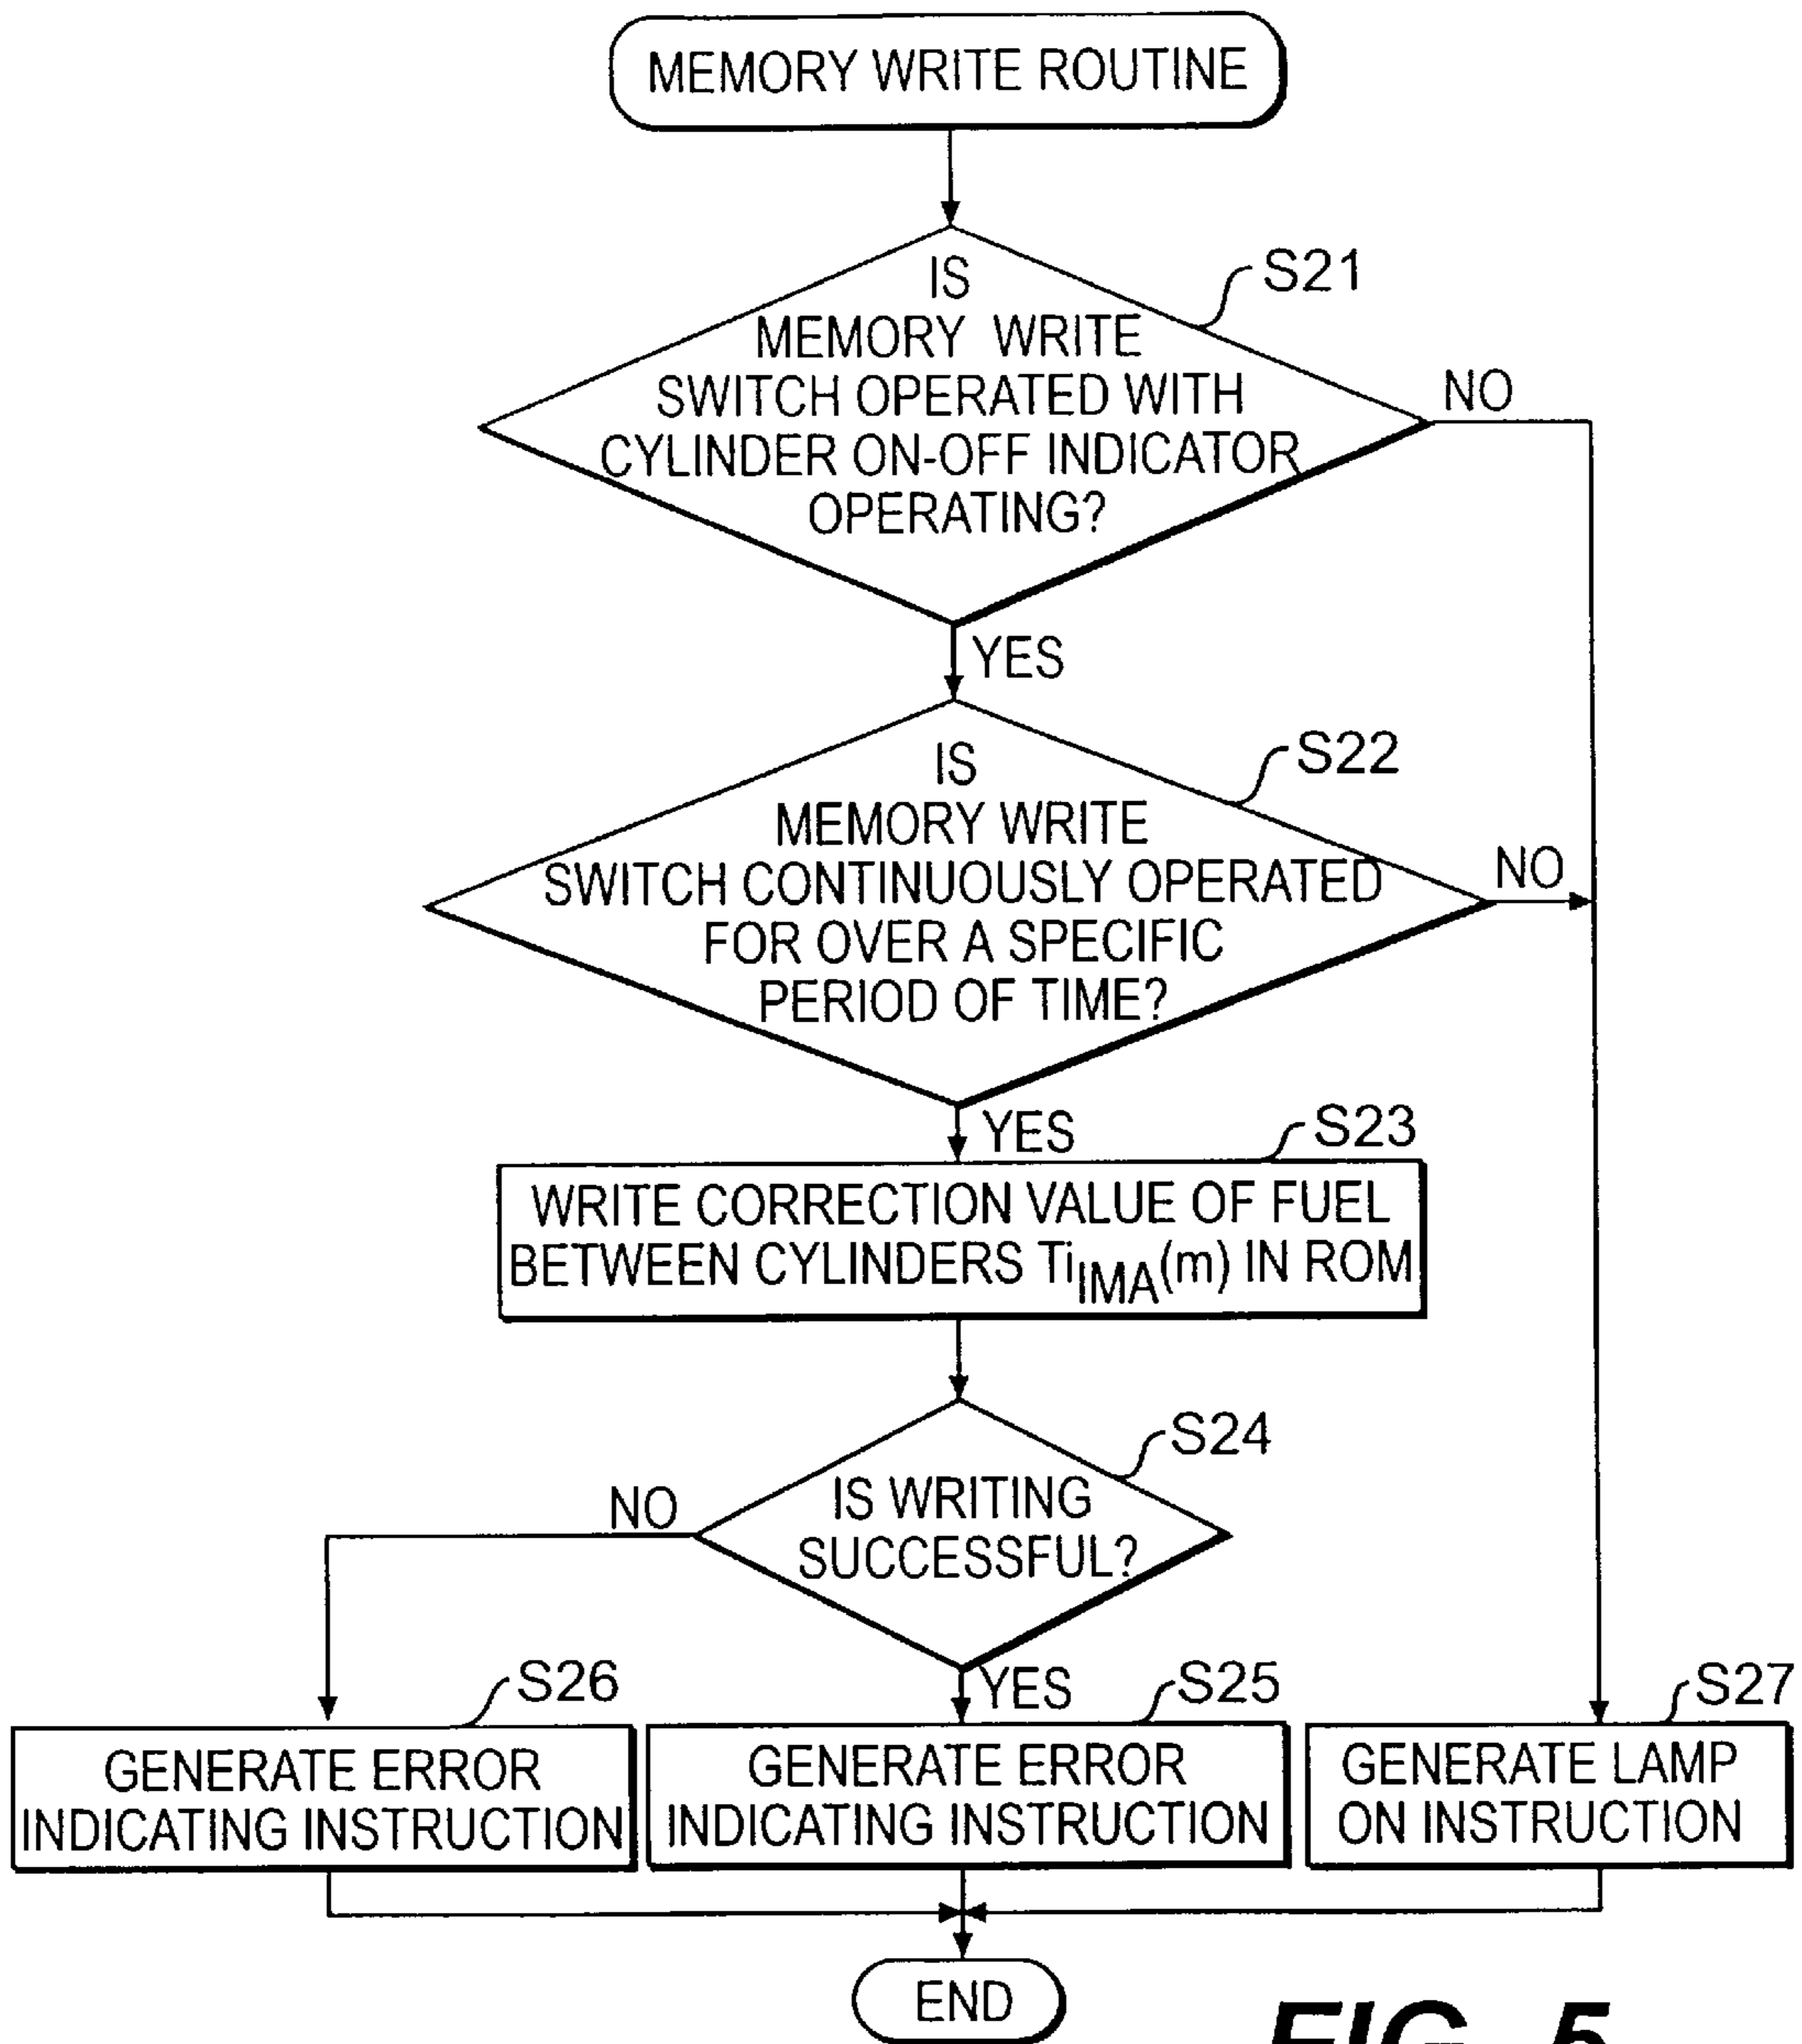 MEMORY WRITE ROUTINE
S21
IS
MEMORY WRITE
SWITCH OPERATED WITH
CYLINDER ON-OFF INDICATOR
OPERATING?
NO
YES
S22
IS
MEMORY WRITE
SWITCH CONTINUOUSLY OPERATED
FOR OVER A SPECIFIC
PERIOD OF TIME?
NO
YES
S23
WRITE CORRECTION VALUE OF FUEL
BETWEEN CYLINDERS TiIMA(m) IN ROM
S24
IS WRITING
SUCCESSFUL?
NO
YES
S26
GENERATE ERROR
INDICATING INSTRUCTION
S25
GENERATE ERROR
INDICATING INSTRUCTION
S27
GENERATE LAMP
ON INSTRUCTION
END
FIG. 5